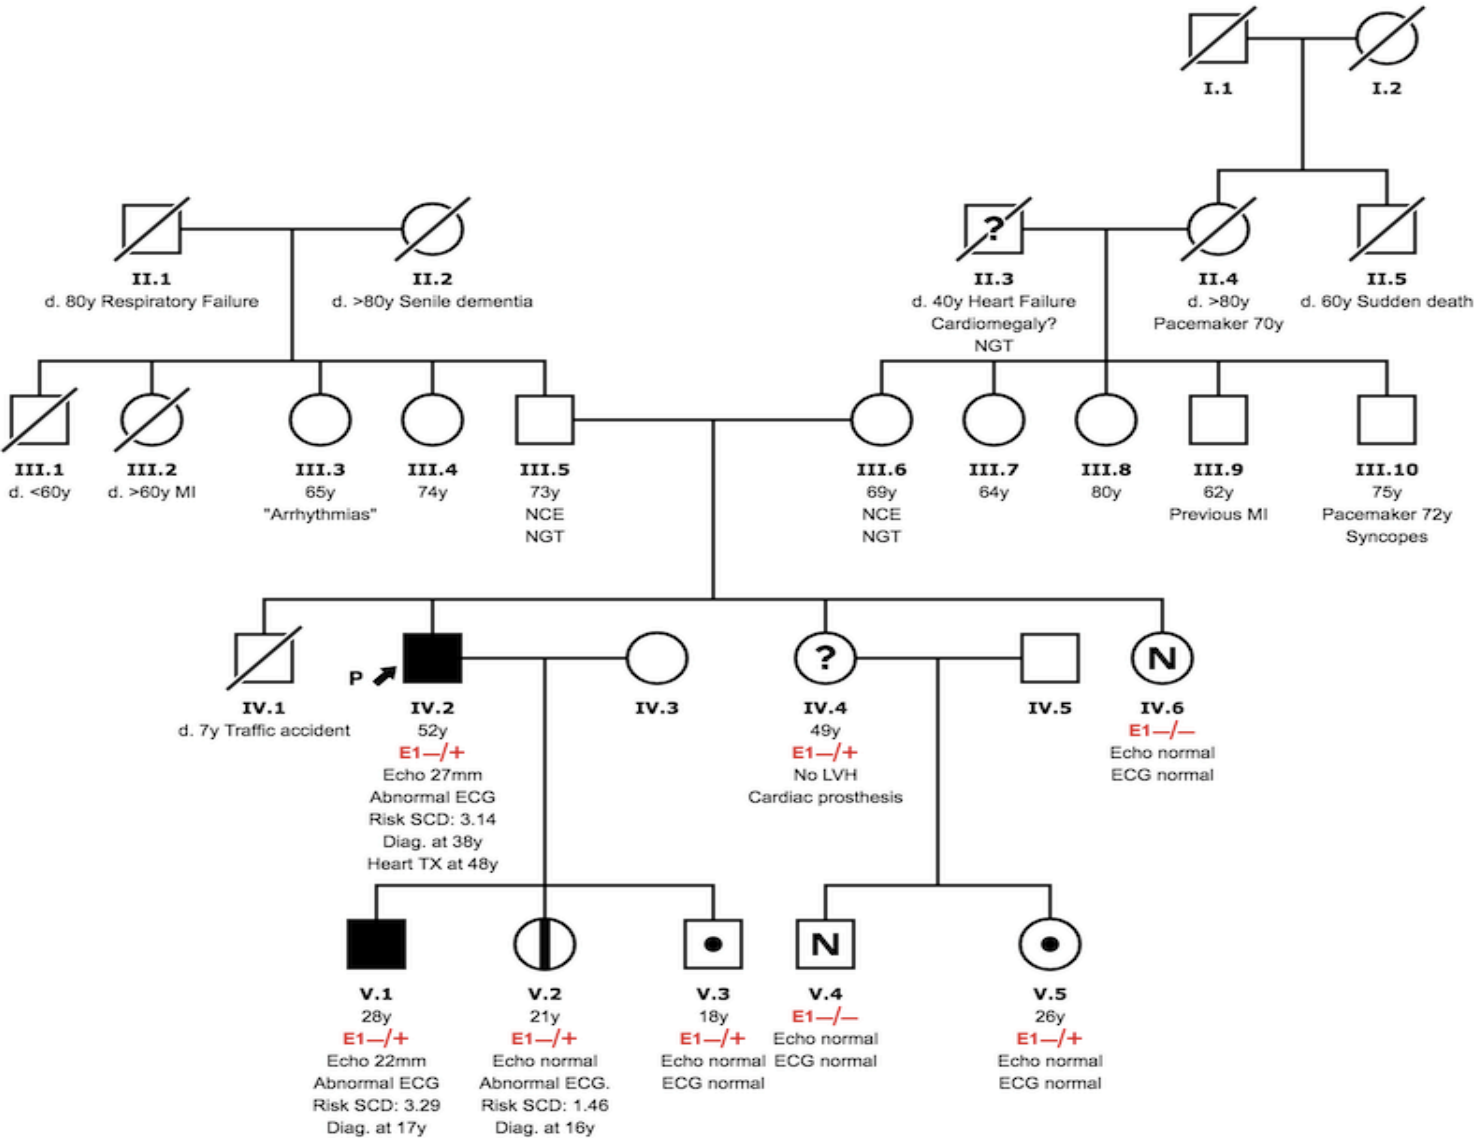 I.1
I.2
?
II.1
d. 80y Respiratory Failure
II.2
d. >80y Senile dementia
II.3
d. 40y Heart Failure
Cardiomegaly?
NGT
II.4
d. >80y
Pacemaker 70y
II.5
d. 60y Sudden death
III.1
d. <60y
III.2
d. >60y MI
III.3
65y
"Arrhythmias"
III.4
74y
III.5
73y
NCE
NGT
III.6
69y
NCE
NGT
III.7
64y
III.8
80y
III.9
62y
Previous MI
III.10
75y
Pacemaker 72y
Syncopes
IV.1
d. 7y Traffic accident
P
IV.2
52y
E1—/+
Echo 27mm
Abnormal ECG
Risk SCD: 3.14
Diag. at 38y
Heart TX at 48y
IV.3
?
IV.4
49y
E1—/+
No LVH
Cardiac prosthesis
IV.5
N
IV.6
E1—/—
Echo normal
ECG normal
V.1
28y
E1—/+
Echo 22mm
Abnormal ECG
Risk SCD: 3.29
Diag. at 17y
V.2
21y
E1—/+
Echo normal
Abnormal ECG.
Risk SCD: 1.46
Diag. at 16y
V.3
18y
E1—/+
Echo normal
ECG normal
N
V.4
E1—/—
Echo normal
ECG normal
V.5
26y
E1—/+
Echo normal
ECG normal